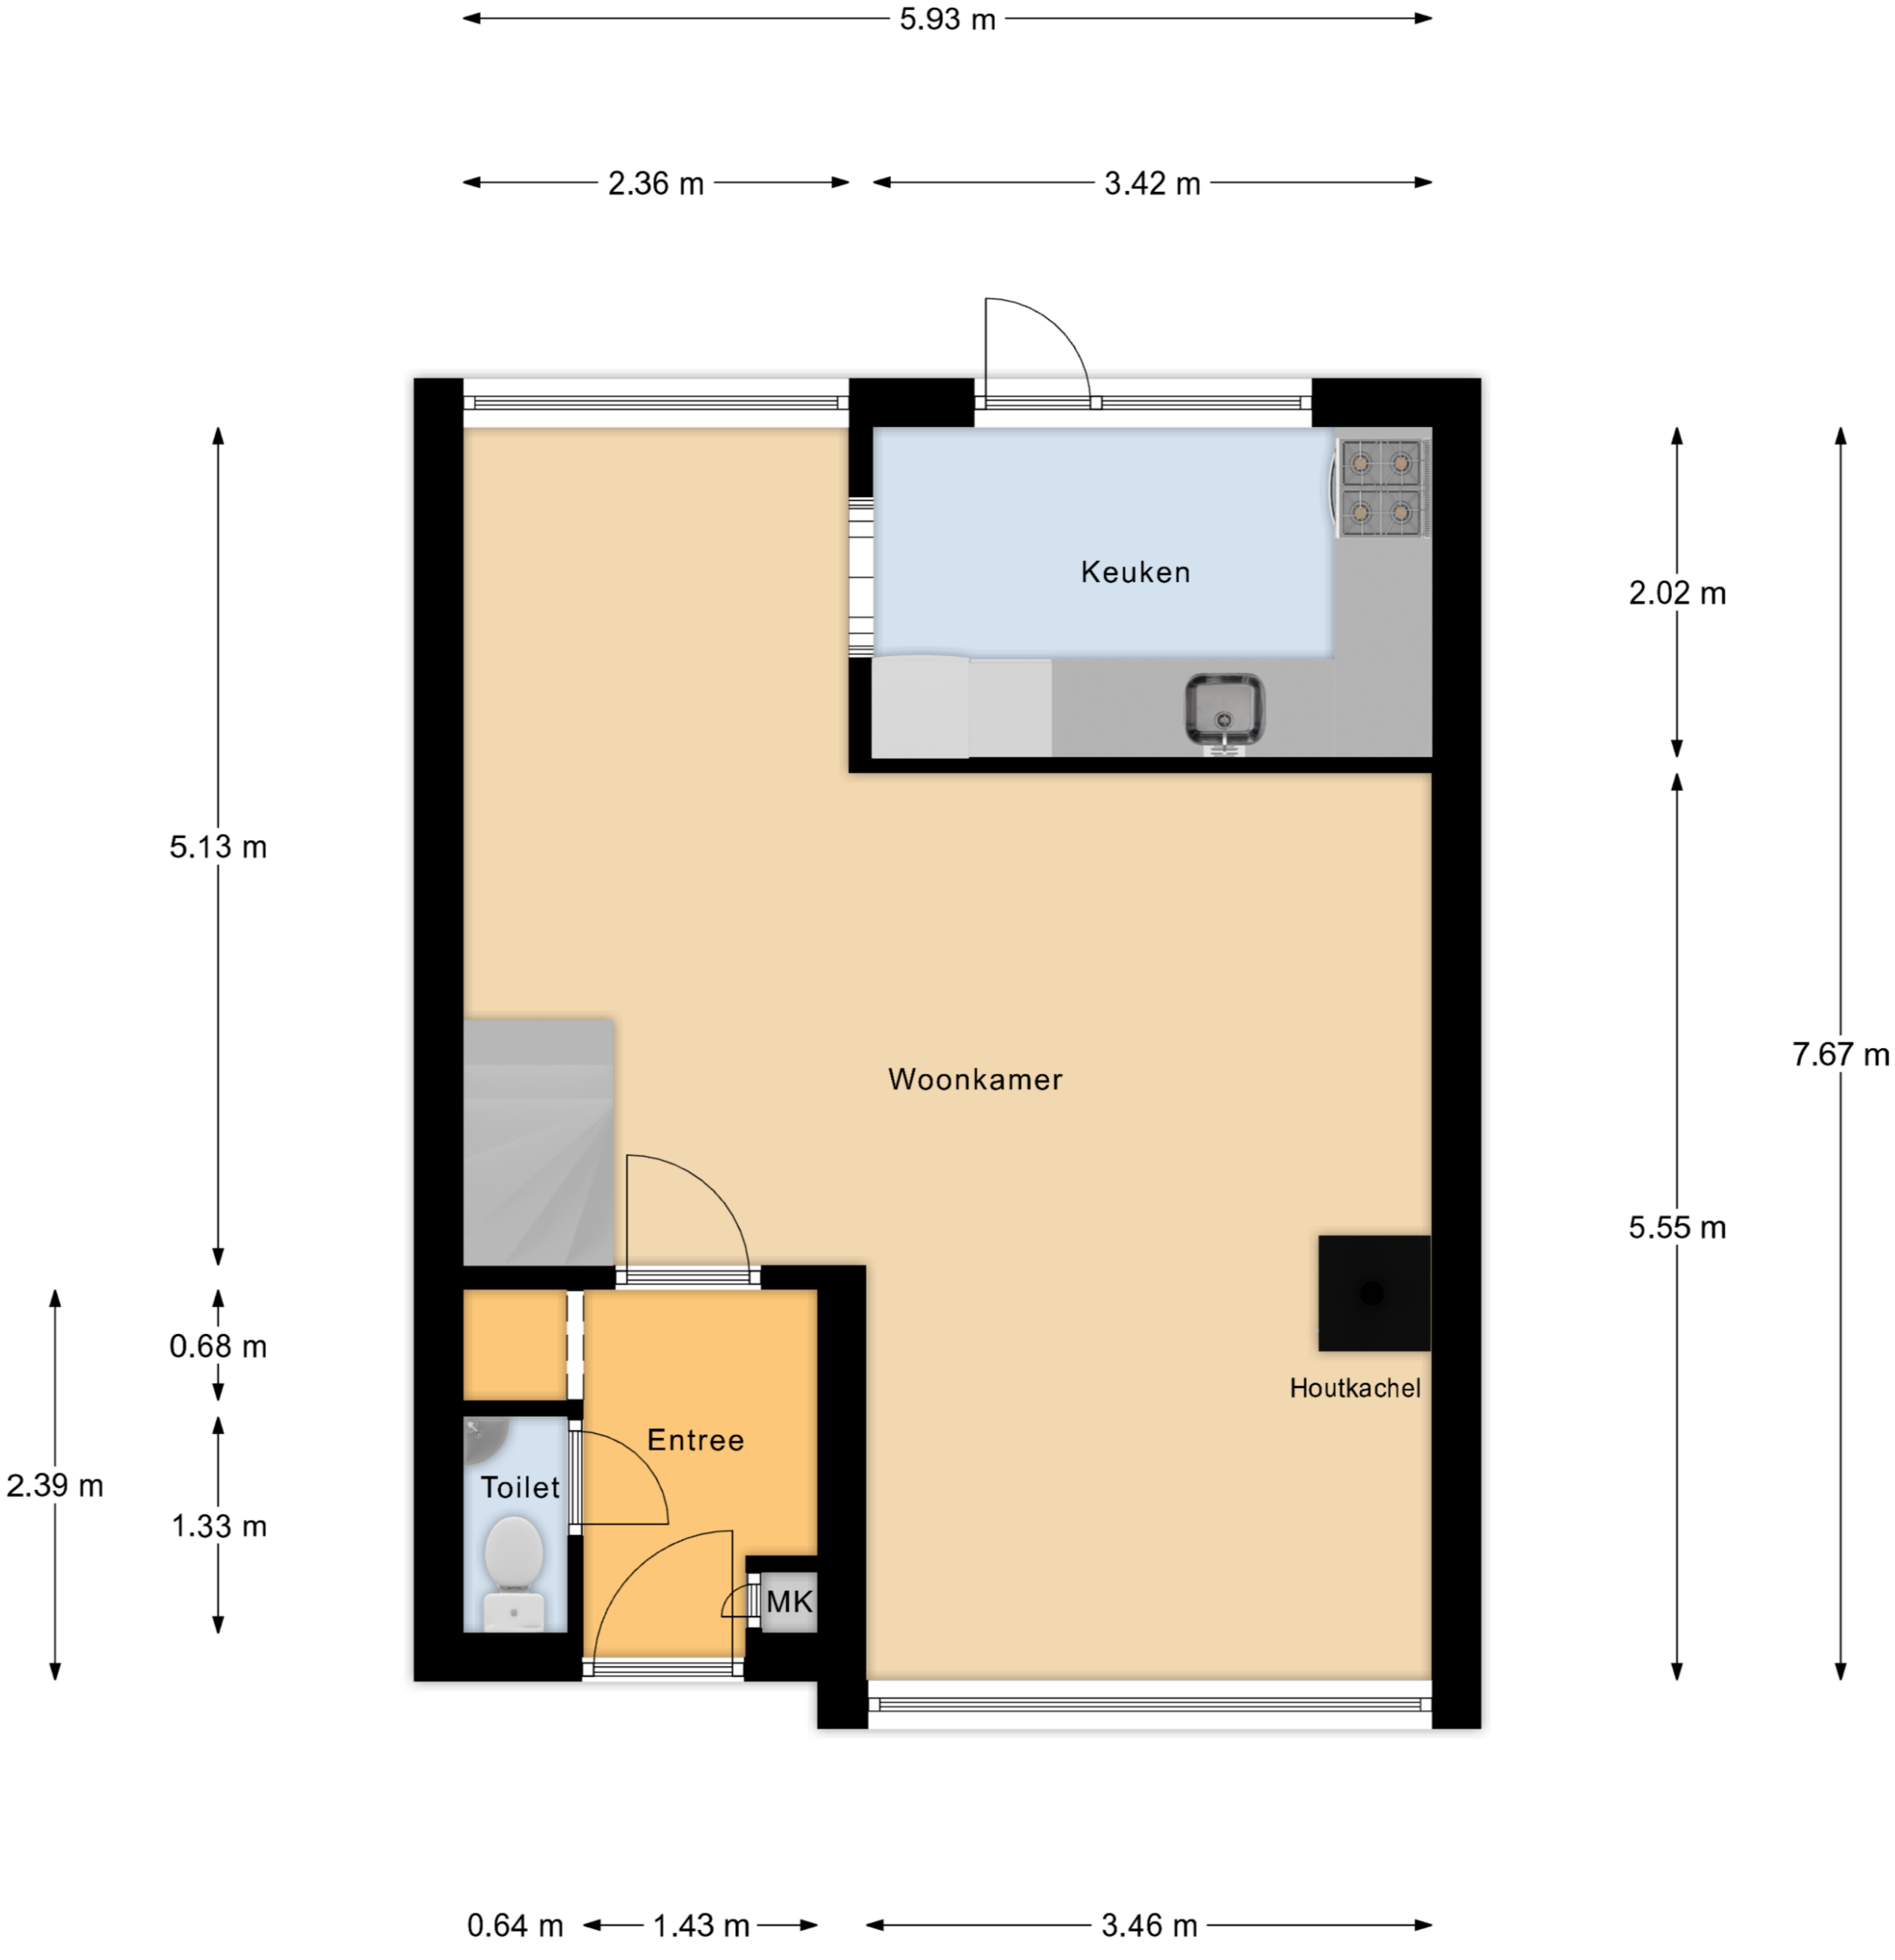 5.93 m
2.36 m
3.42 m
Keuken
2.02 m
5.13 m
7.67 m
Woonkamer
5.55 m
0.68 m
Houtkachel
Entree
2.39 m
Toilet
1.33 m
MK
0.64 m
1.43 m
3.46 m